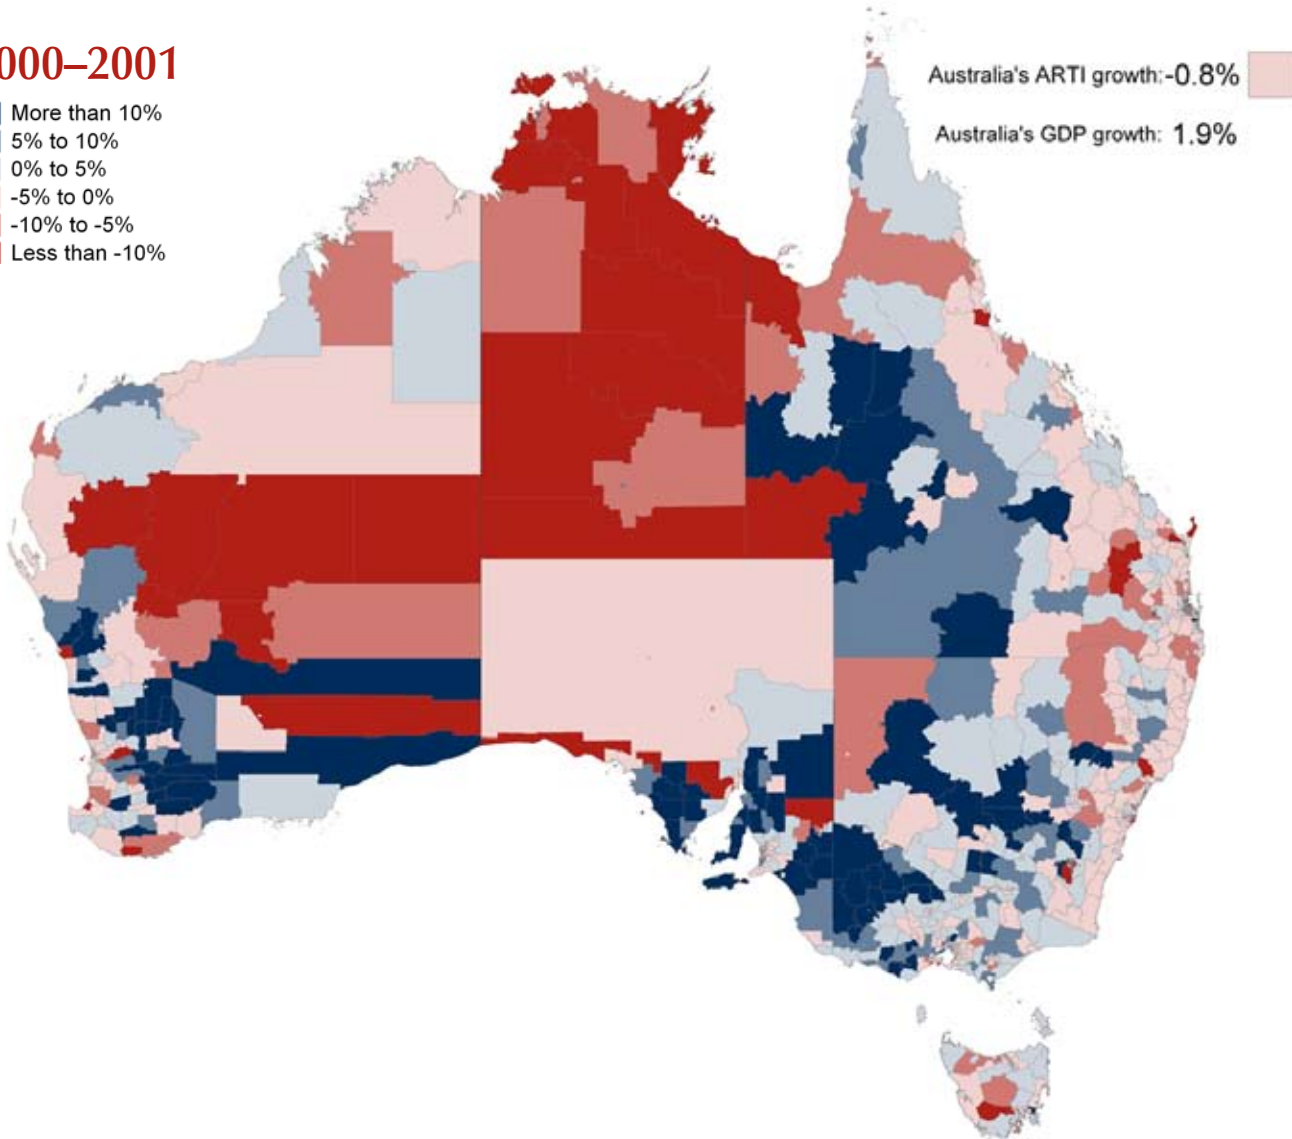 000–2001
More than 10%
5% to 10%
0% to 5%
-5% to 0%
-10% to -5%
Less than -10%
Australia's ARTI growth:-0.8%
Australia's GDP growth: 1.9%